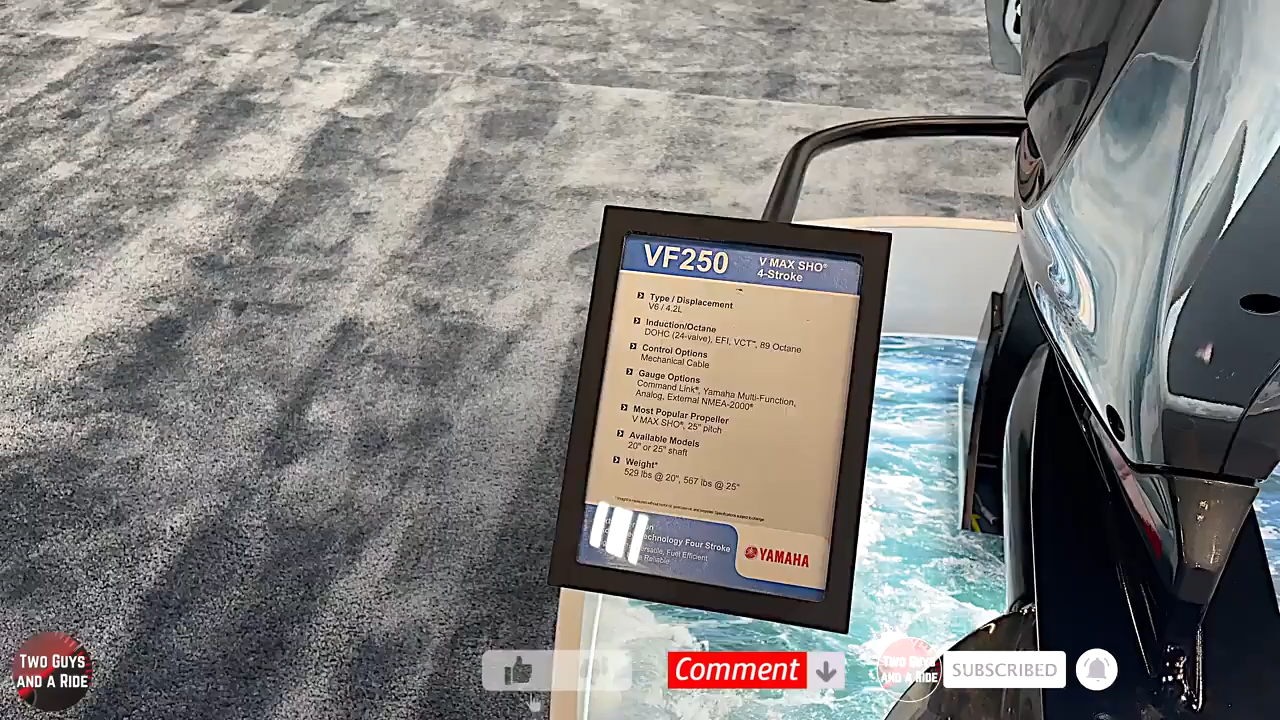 VF250
V MAX SHO®
4-Stroke
Type / Displacement
V6 / 4.2L
Induction/Octane
DOHC (24-valve), EFI, VCT™, 89 Octane
Control Options
Mechanical Cable
Gauge Options
Command Link®, Yamaha Multi-Function,
Analog, External NMEA-2000®
Most Popular Propeller
V MAX SHO®, 25" pitch
Available Models
20" or 25" shaft
Weight*
529 lbs @ 20", 567 lbs @ 25"
Technology Four Stroke
Fuel Efficient
Reliable
YAMAHA
TWO GUYS
AND A RIDE
Comment
TWO GUYS
AND A RIDE
SUBSCRIBED